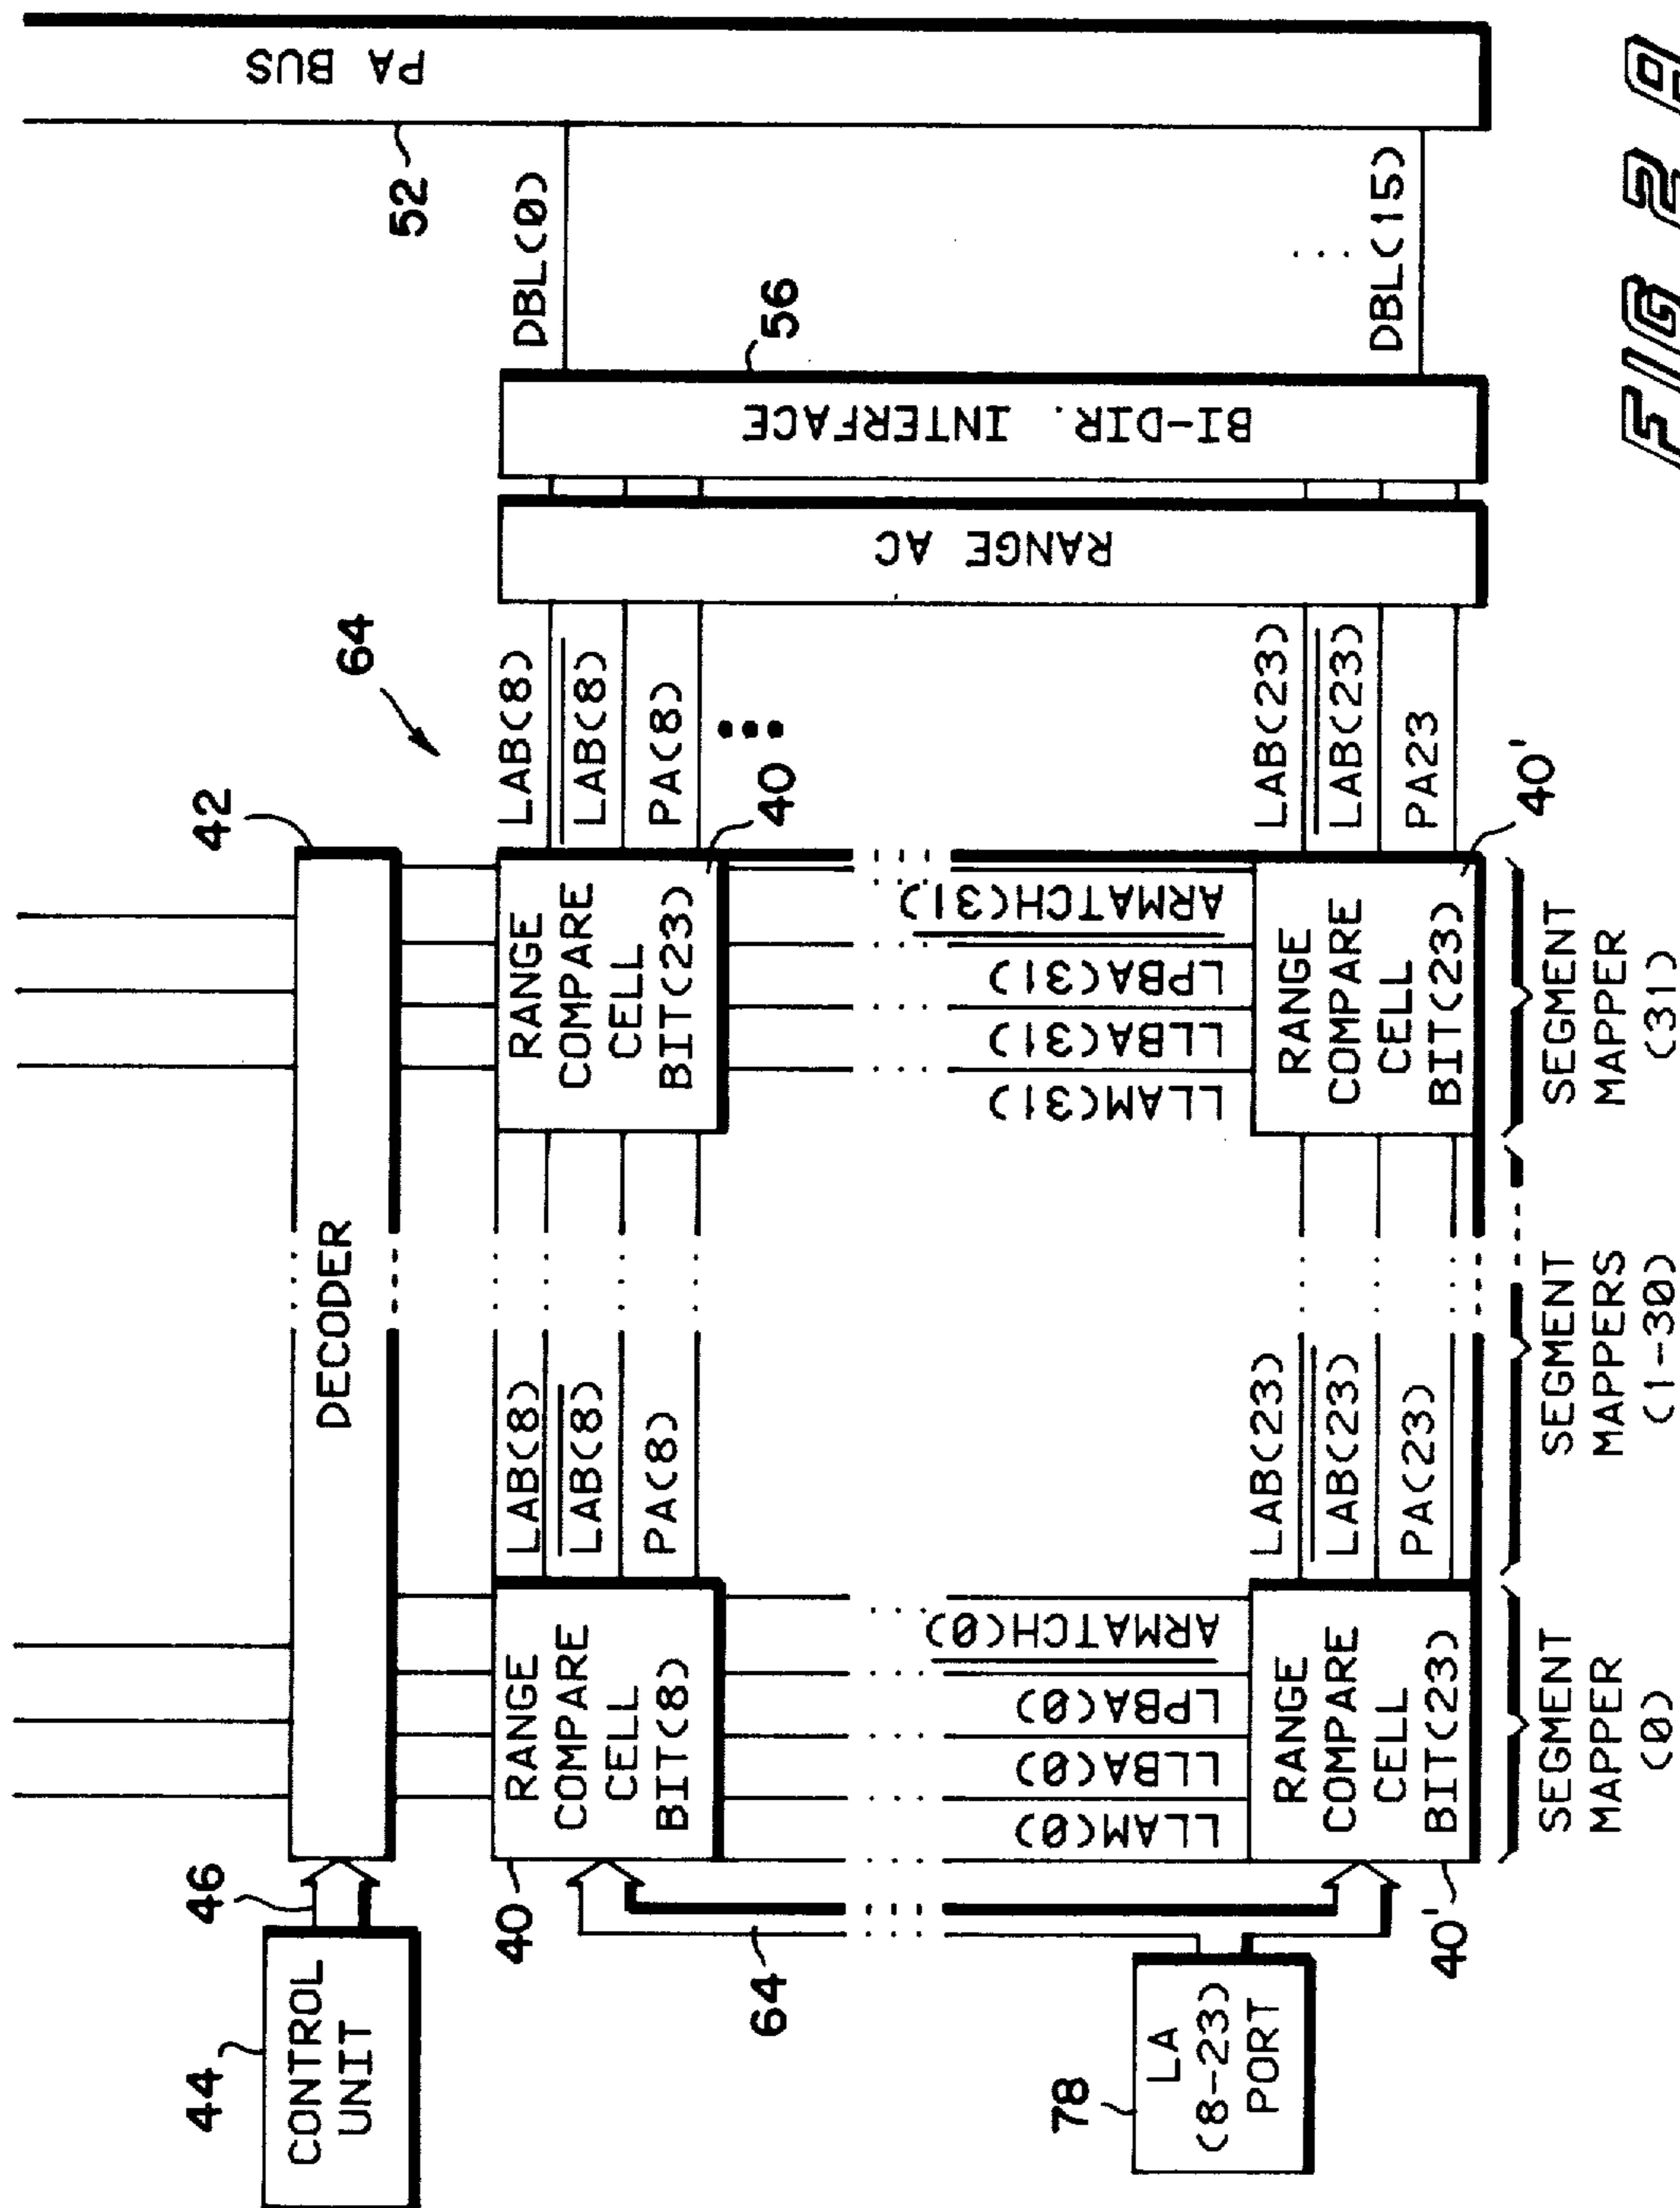 44
CONTROL
UNIT
46
DECODER
42
52
PA BUS
64
40
RANGE
COMPARE
CELL
BIT(8)
LAB(8)
LAB(8)
PA(8)
RANGE
COMPARE
CELL
BIT(23)
40
LAB(8)
LAB(8)
PA(8)
RANGE AC
BI-DIR. INTERFACE
56
DBL(0)
DBL(15)
64
LLAM(0)
LLBA(0)
LPBA(0)
ARMATCH(0)
LLAM(31)
LLBA(31)
LPBA(31)
ARMATCH(31)
78
LA
(8-23)
PORT
40'
RANGE
COMPARE
CELL
BIT(23)
LAB(23)
LAB(23)
PA(23)
RANGE
COMPARE
CELL
BIT(23)
40'
LAB(23)
LAB(23)
PA23
SEGMENT
MAPPER
(0)
SEGMENT
MAPPERS
(1-30)
SEGMENT
MAPPER
(31)
FIG 2A